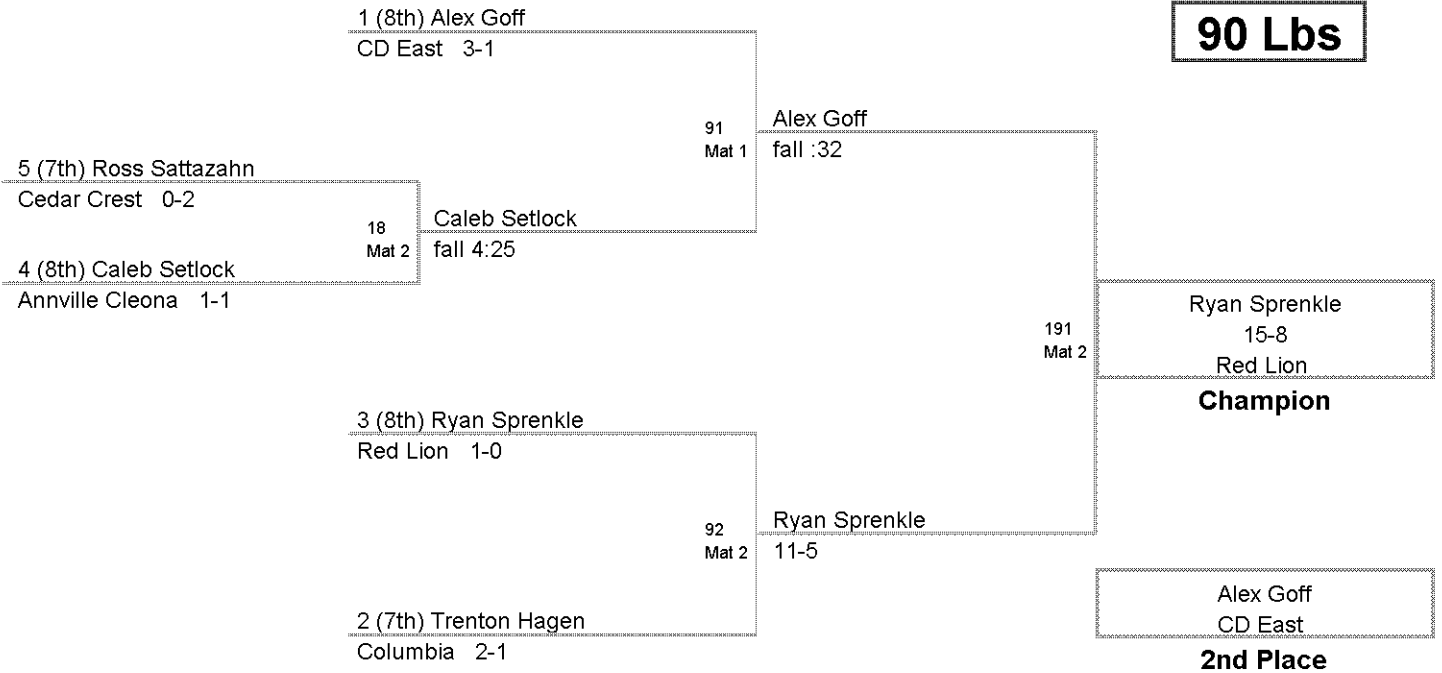 1 (8th) Alex Goff
CD East 3-1
90 Lbs
91
Mat 1
Alex Goff
fall :32
5 (7th) Ross Sattazahn
Cedar Crest 0-2
18
Mat 2
Caleb Setlock
fall 4:25
4 (8th) Caleb Setlock
Annville Cleona 1-1
191
Mat 2
Ryan Sprenkle
15-8
Red Lion
Champion
3 (8th) Ryan Sprenkle
Red Lion 1-0
92
Mat 2
Ryan Sprenkle
11-5
2 (7th) Trenton Hagen
Columbia 2-1
Alex Goff
CD East
2nd Place